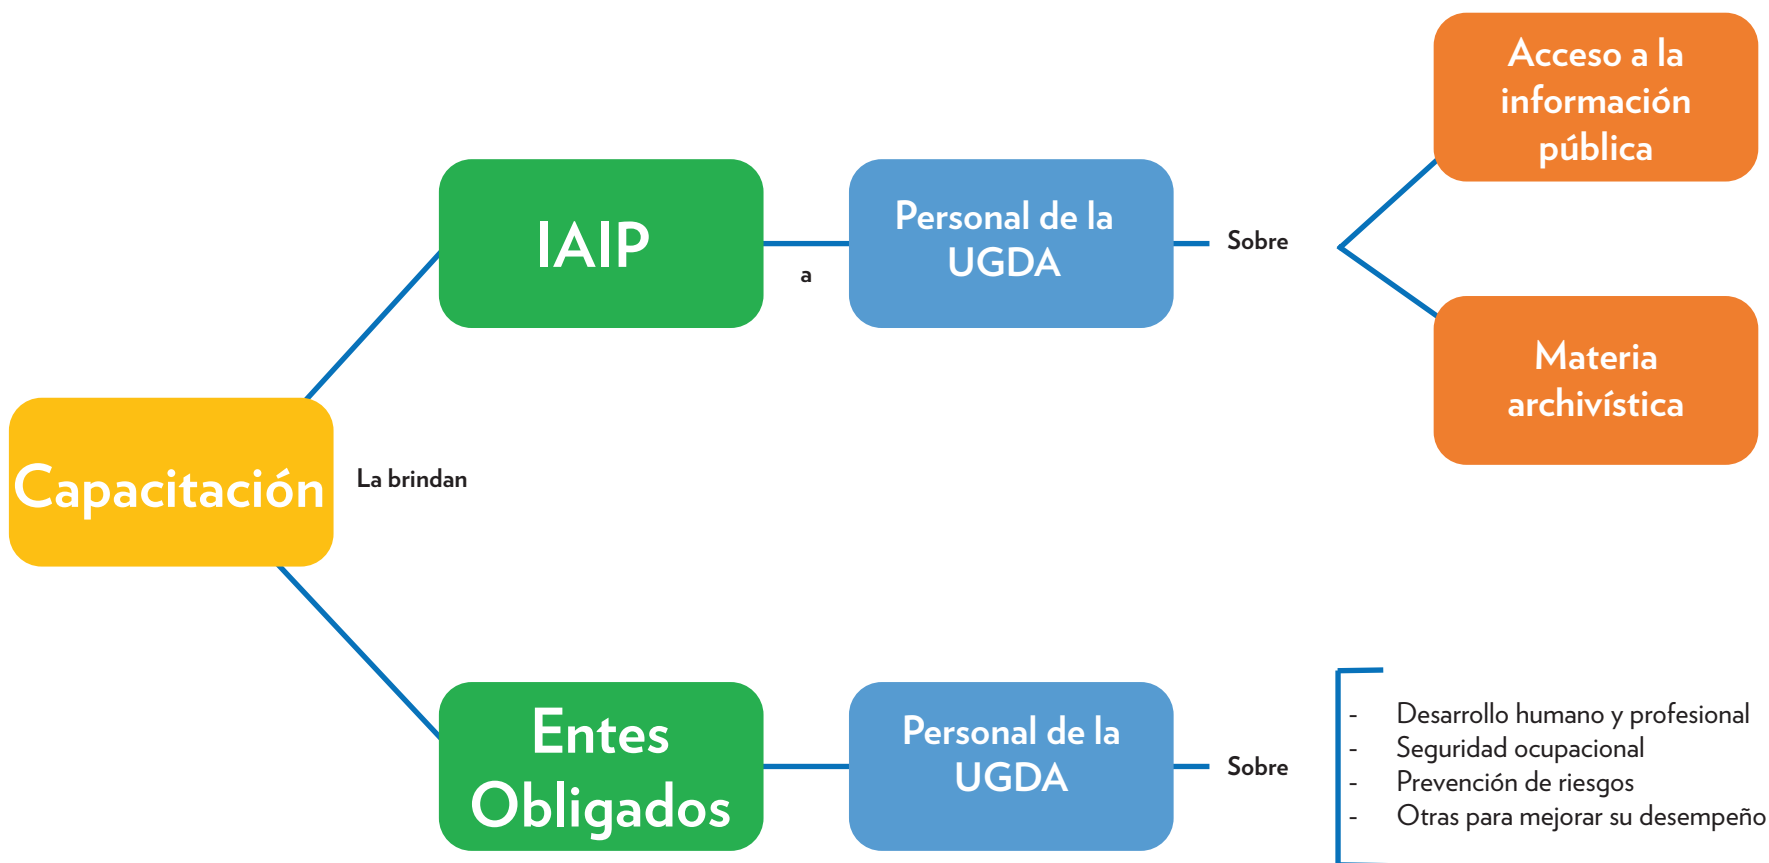 Capacitación
La brindan
IAIP
a
Personal de la
UGDA
Sobre
Acceso a la
información
pública
Materia
archivística
Entes
Obligados
Personal de la
UGDA
Sobre
- Desarrollo humano y profesional
- Seguridad ocupacional
- Prevención de riesgos
- Otras para mejorar su desempeño